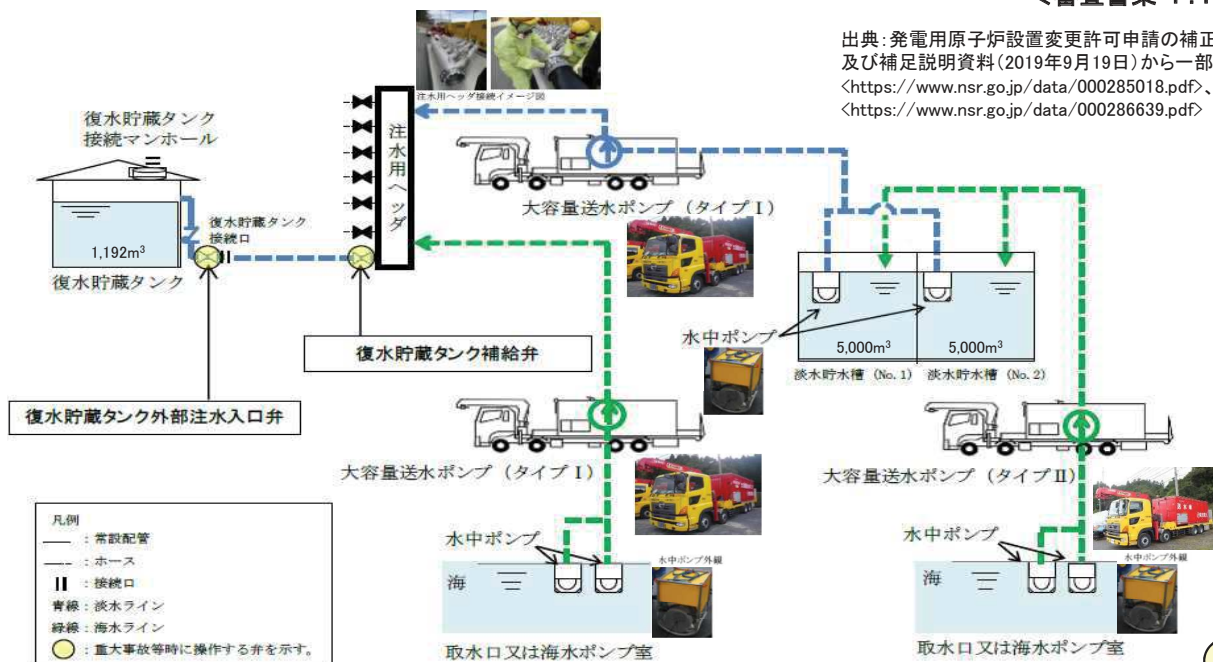 出典：発電用原子炉設置変更許可申請の補正
及び補足説明資料(2019年9月19日)から一部
<https://www.nsr.go.jp/data/000285018.pdf>、
<https://www.nsr.go.jp/data/000286639.pdf>
注水用ヘッダ接続イメージ図
復水貯蔵タンク
接続マンホール
注水用ヘッダ
大容量送水ポンプ（タイプⅠ）
復水貯蔵タンク
接続口
1,192m³
復水貯蔵タンク
水中ポンプ
5,000m³
5,000m³
淡水貯水槽（No.1）
淡水貯水槽（No.2）
復水貯蔵タンク補給弁
復水貯蔵タンク外部注水入口弁
大容量送水ポンプ（タイプⅠ）
大容量送水ポンプ（タイプⅡ）
凡例
：常設配管
：ホース
：接続口
青線：淡水ライン
緑線：海水ライン
：重大事故等時に操作する弁を示す。
水中ポンプ
水中ポンプ外観
海
取水口又は海水ポンプ室
水中ポンプ
水中ポンプ外観
海
取水口又は海水ポンプ室